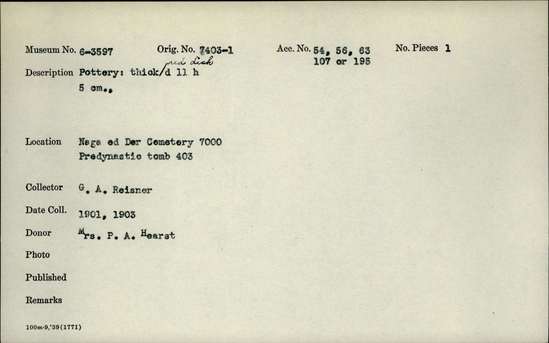 Museum No. 6-3597 Orig. No. 7403-1 Acc. No. 54, 56, 63 No. Pieces 1
107 or 195
red dish
Description Pottery: thick/d 11 h
5 cm.,
Location Naga ed Der Cemetery 7000
Predynastic tomb 403
Collector G. A. Reisner
Date Coll. 1901, 1903
Donor Mrs. P. A. Hearst
Photo
Published
Remarks
100m-9,'39(1771)